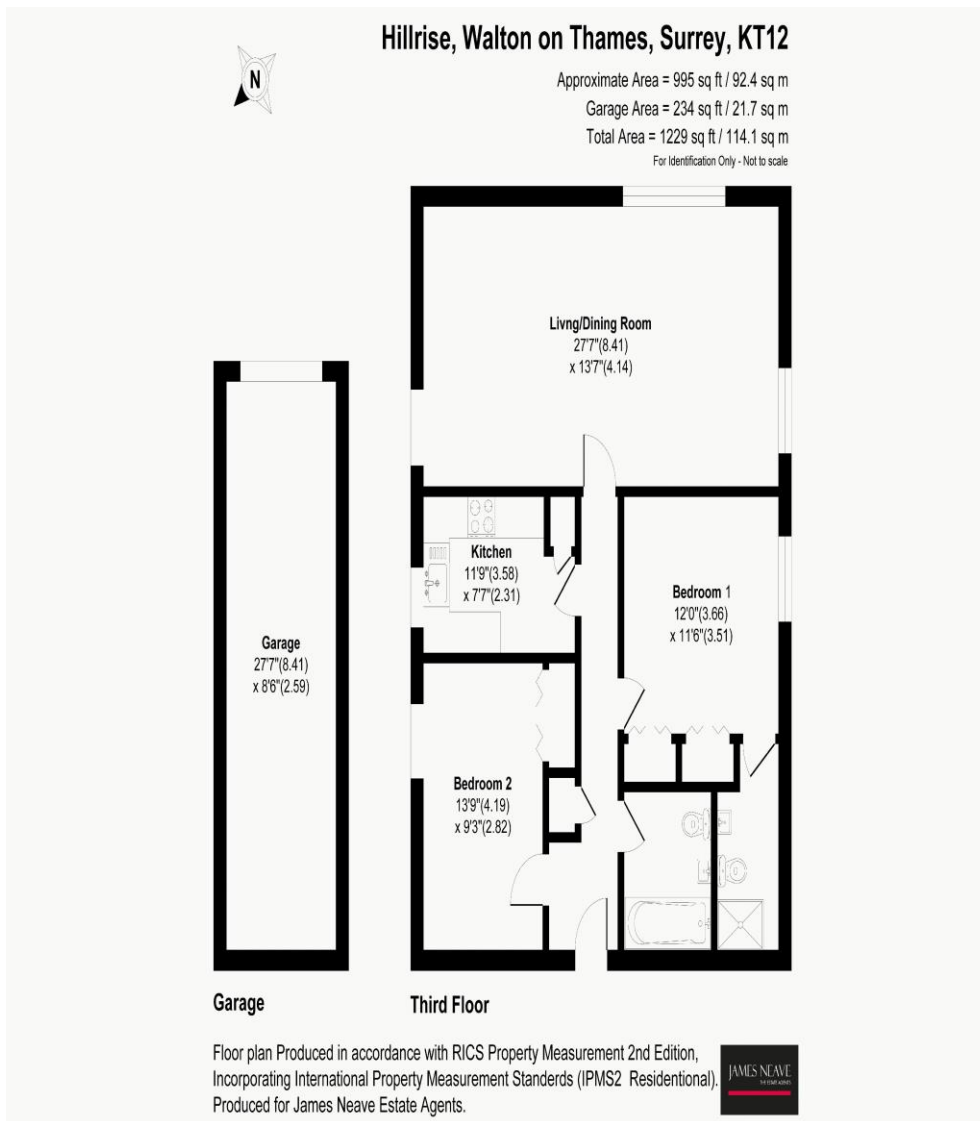 Hillrise, Walton on Thames, Surrey, KT12
N
Approximate Area = 995 sq ft / 92.4 sq m
Garage Area = 234 sq ft / 21.7 sq m
Total Area = 1229 sq ft / 114.1 sq m
For Identification Only - Not to scale
Livng/Dining Room
27'7"(8.41)
x 13'7"(4.14)
Kitchen
11'9"(3.58)
x 7'7"(2.31)
Bedroom 1
12'0"(3.66)
x 11'6"(3.51)
Garage
27'7"(8.41)
x 8'6"(2.59)
Bedroom 2
13'9"(4.19)
x 9'3"(2.82)
Garage
Third Floor
Floor plan Produced in accordance with RICS Property Measurement 2nd Edition,
Incorporating International Property Measurement Standerds (IPMS2 Residentional).
Produced for James Neave Estate Agents.
JAMES NEAVE
THE ESTATE AGENTS